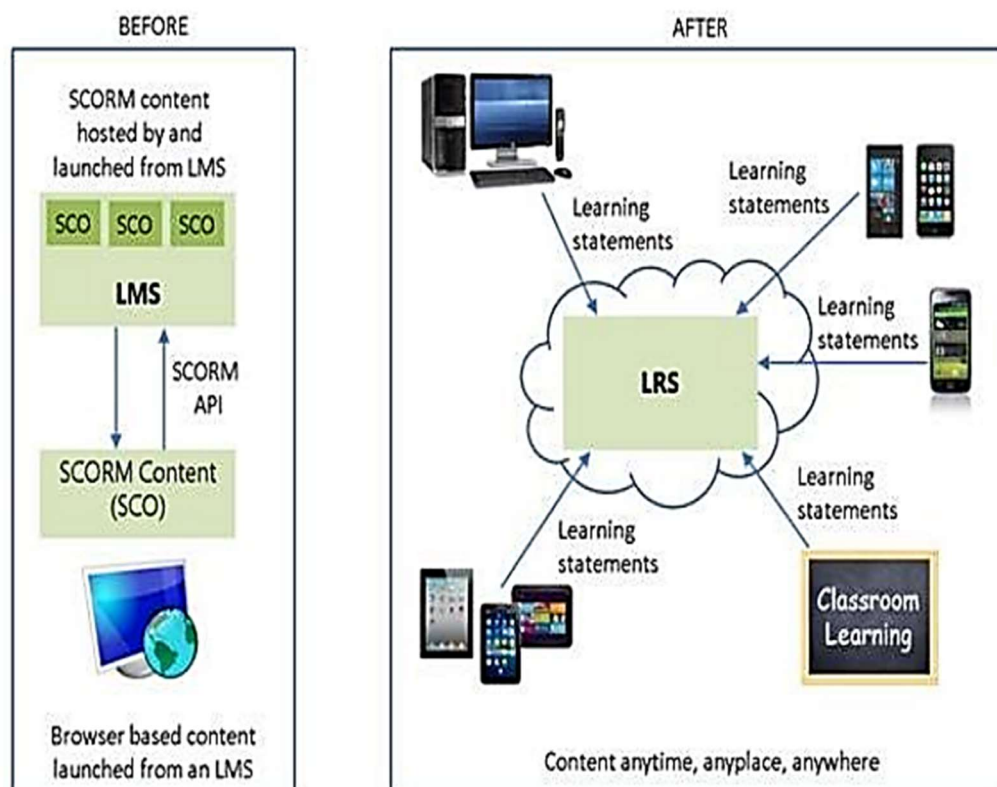 BEFORE
SCORM content
hosted by and
launched from LMS
SCO SCO SCO
LMS
SCORM
API
SCORM Content
(SCO)
Browser based content
launched from an LMS
AFTER
Learning
statements
Learning
statements
Learning
statements
LRS
Learning
statements
Learning
statements
Classroom
Learning
Content anytime, anyplace, anywhere